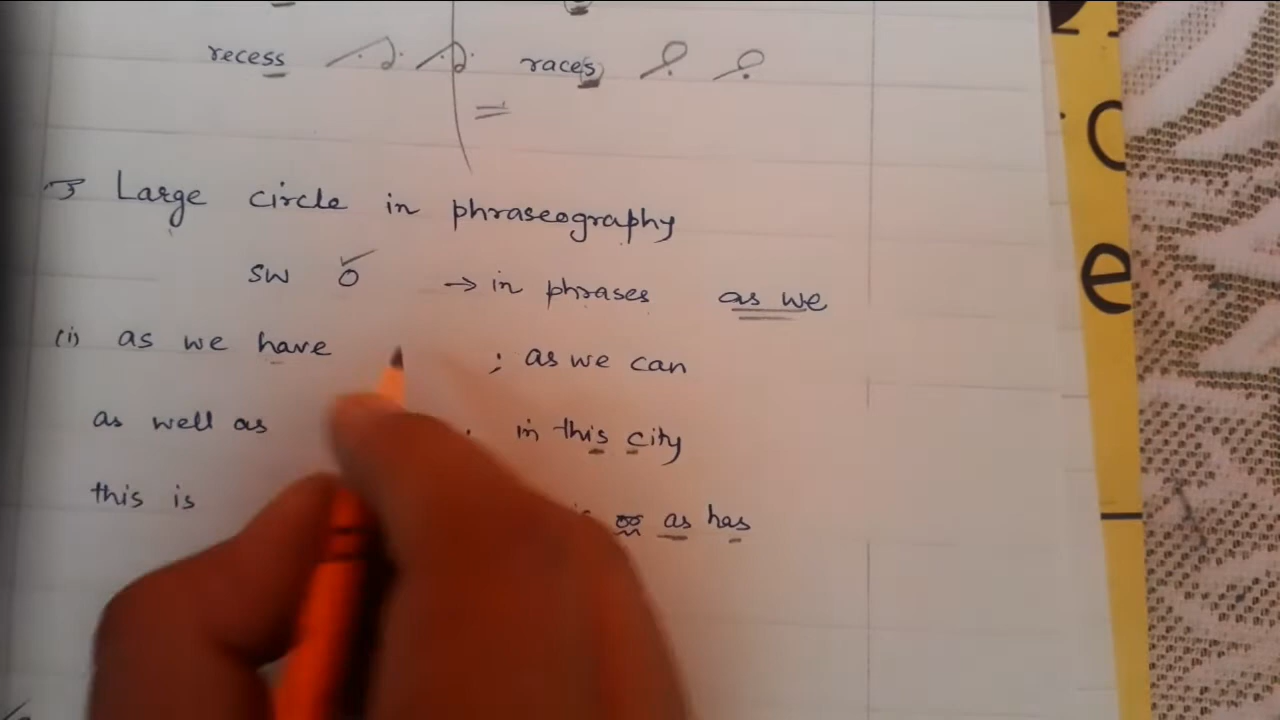 recess races
Large circle in phraseography
SW → in phrases as we
(i) as we have ; as we can
as well as in this city
this is as has